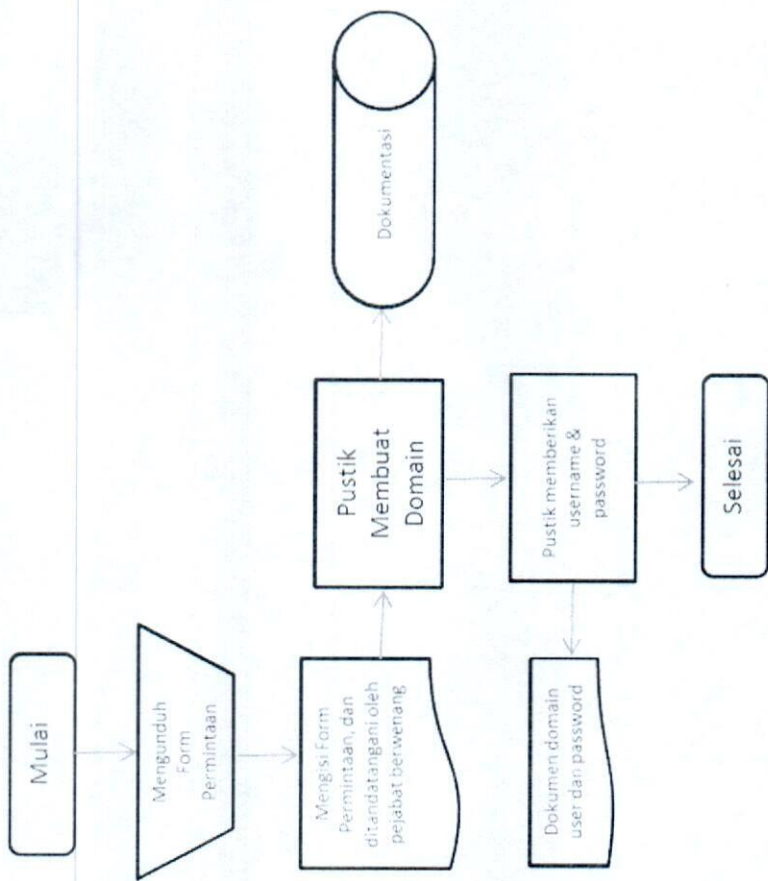 Mulai
Mengunduh
Form
Permintaan
Mengisi Form
Permintaan, dan
ditandatangani oleh
pejabat berwenang
Pustik
Membuat
Domain
Dokumentasi
Pustik memberikan
username &
password
Dokumen domain
user dan password
Selesai